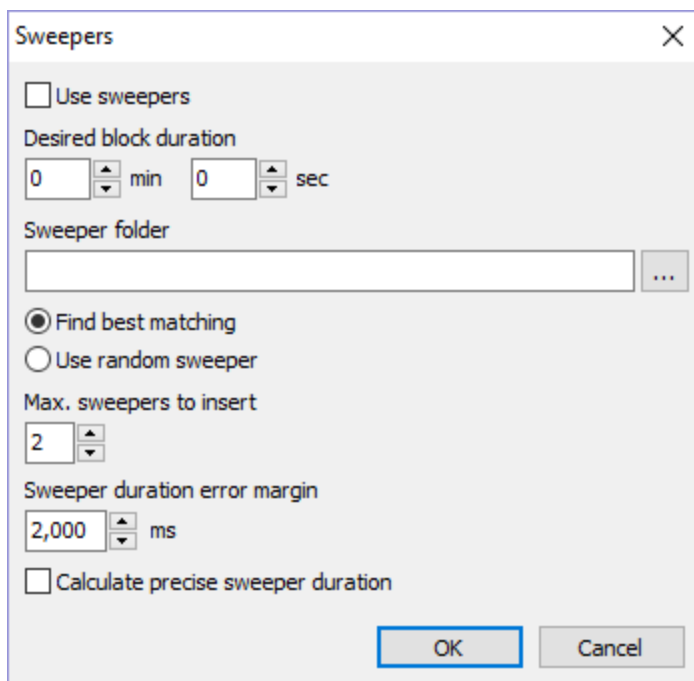 Sweepers
Use sweepers
Desired block duration
0 min 0 sec
Sweeper folder
...
Find best matching
Use random sweeper
Max. sweepers to insert
2
Sweeper duration error margin
2,000 ms
Calculate precise sweeper duration
OK Cancel